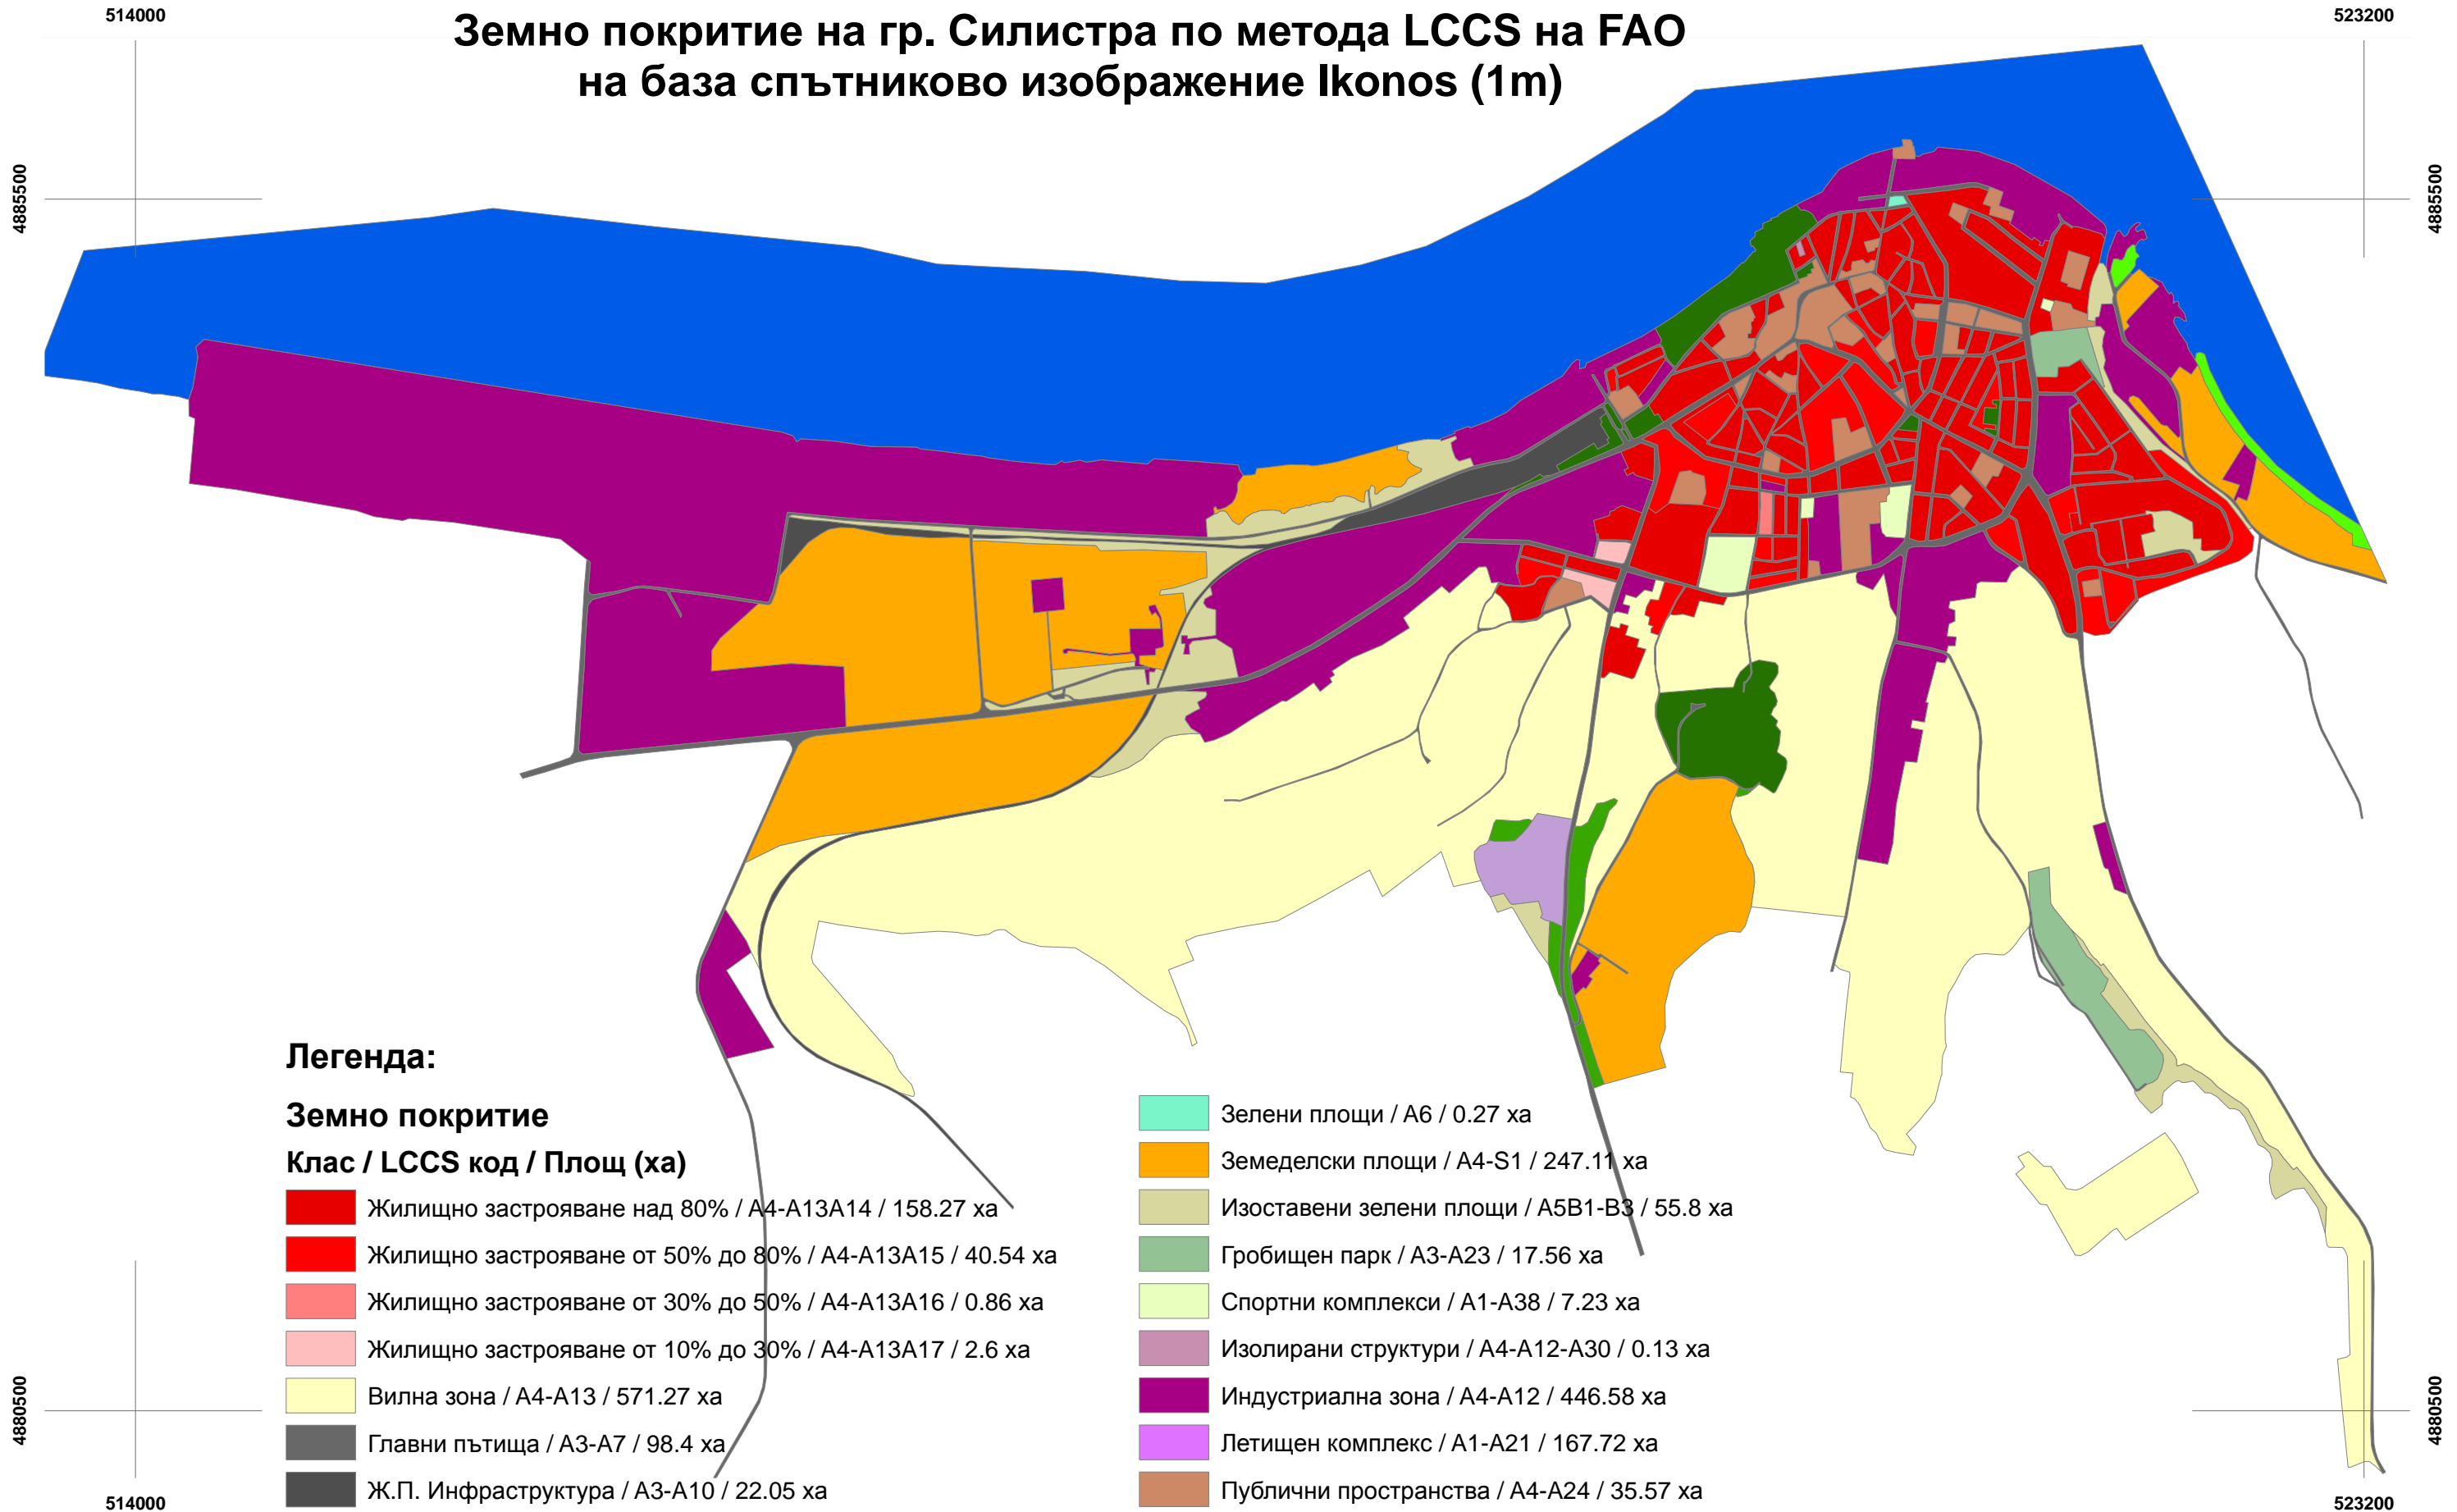 514000
523200
Земно покритие на гр. Силистра по метода LCCS на FAO
на база спътниково изображение Ikonos (1m)
4885500
4885500
Легенда:
Земно покритие
Клас / LCCS код / Площ (ха)
Жилищно застрояване над 80% / A4-A13A14 / 158.27 ха
Жилищно застрояване от 50% до 80% / A4-A13A15 / 40.54 ха
Жилищно застрояване от 30% до 50% / A4-A13A16 / 0.86 ха
Жилищно застрояване от 10% до 30% / A4-A13A17 / 2.6 ха
Вилна зона / A4-A13 / 571.27 ха
Главни пътища / A3-A7 / 98.4 ха
Ж.П. Инфраструктура / A3-A10 / 22.05 ха
Зелени площи / A6 / 0.27 ха
Земеделски площи / A4-S1 / 247.11 ха
Изоставени зелени площи / A5B1-B3 / 55.8 ха
Гробищен парк / A3-A23 / 17.56 ха
Спортни комплекси / A1-A38 / 7.23 ха
Изолирани структури / A4-A12-A30 / 0.13 ха
Индустриална зона / A4-A12 / 446.58 ха
Летищен комплекс / A1-A21 / 167.72 ха
Публични пространства / A4-A24 / 35.57 ха
4880500
4880500
514000
523200